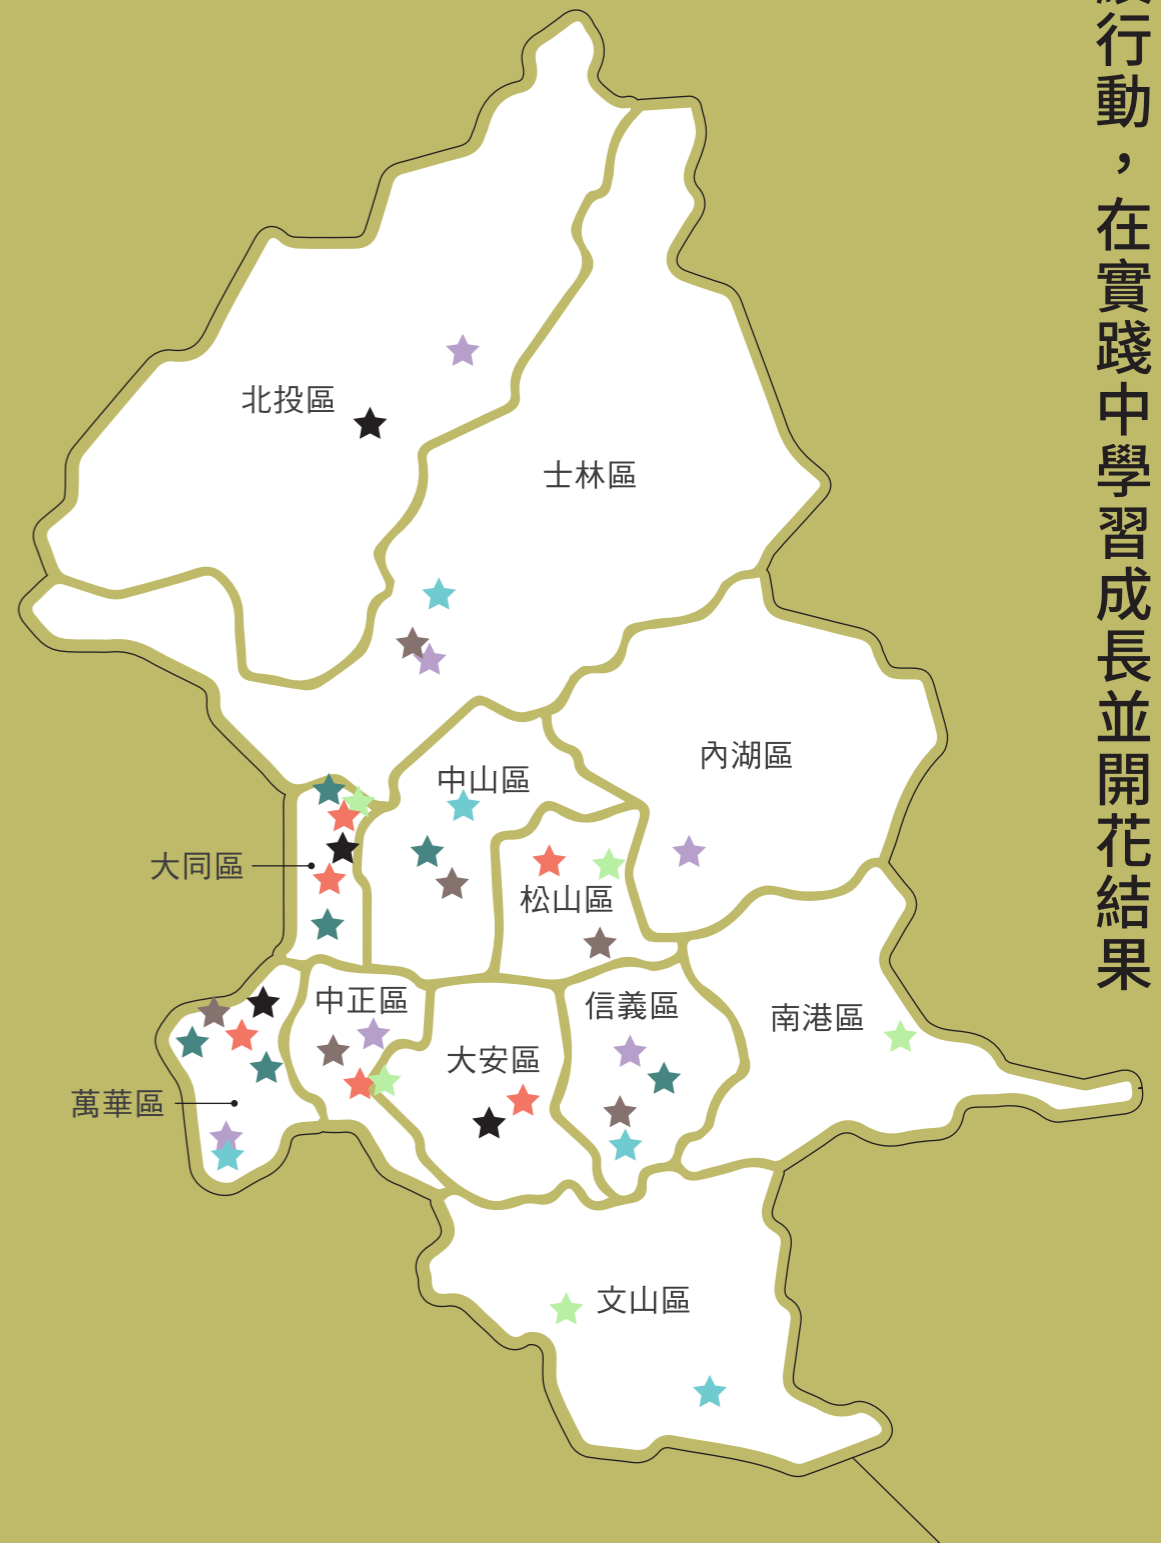 行動，在實踐中學習成長並開花結果
北投區
士林區
內湖區
中山區
大同區
松山區
中正區
信義區
南港區
大安區
萬華區
文山區